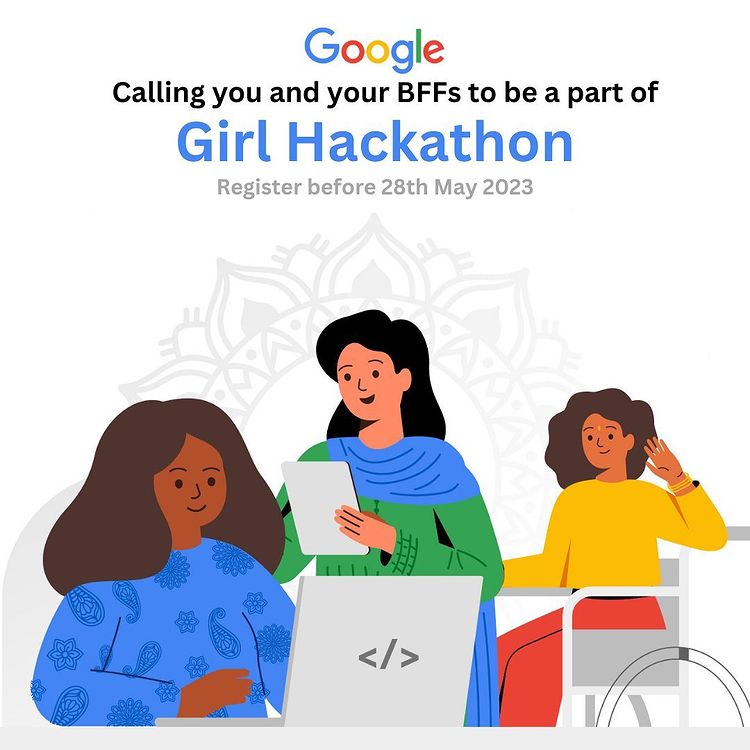 Google
Calling you and your BFFs to be a part of
Girl Hackathon
Register before 28th May 2023
</>